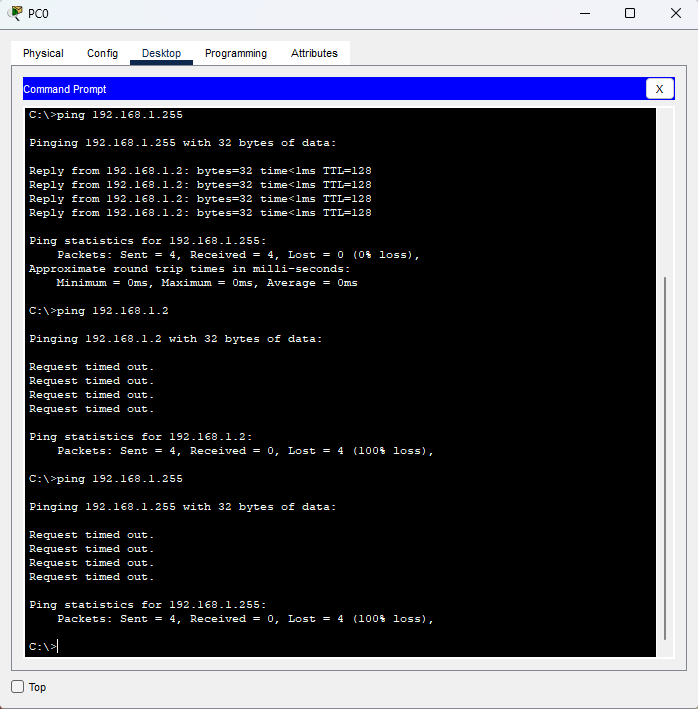 PC0
Physical Config Desktop Programming Attributes
Command Prompt X
C:\>ping 192.168.1.255
Pinging 192.168.1.255 with 32 bytes of data:
Reply from 192.168.1.2: bytes=32 time<1ms TTL=128
Reply from 192.168.1.2: bytes=32 time<1ms TTL=128
Reply from 192.168.1.2: bytes=32 time<1ms TTL=128
Reply from 192.168.1.2: bytes=32 time<1ms TTL=128
Ping statistics for 192.168.1.255:
    Packets: Sent = 4, Received = 4, Lost = 0 (0% loss),
Approximate round trip times in milli-seconds:
    Minimum = 0ms, Maximum = 0ms, Average = 0ms
C:\>ping 192.168.1.2
Pinging 192.168.1.2 with 32 bytes of data:
Request timed out.
Request timed out.
Request timed out.
Request timed out.
Ping statistics for 192.168.1.2:
    Packets: Sent = 4, Received = 0, Lost = 4 (100% loss),
C:\>ping 192.168.1.255
Pinging 192.168.1.255 with 32 bytes of data:
Request timed out.
Request timed out.
Request timed out.
Request timed out.
Ping statistics for 192.168.1.255:
    Packets: Sent = 4, Received = 0, Lost = 4 (100% loss),
C:\>
Top